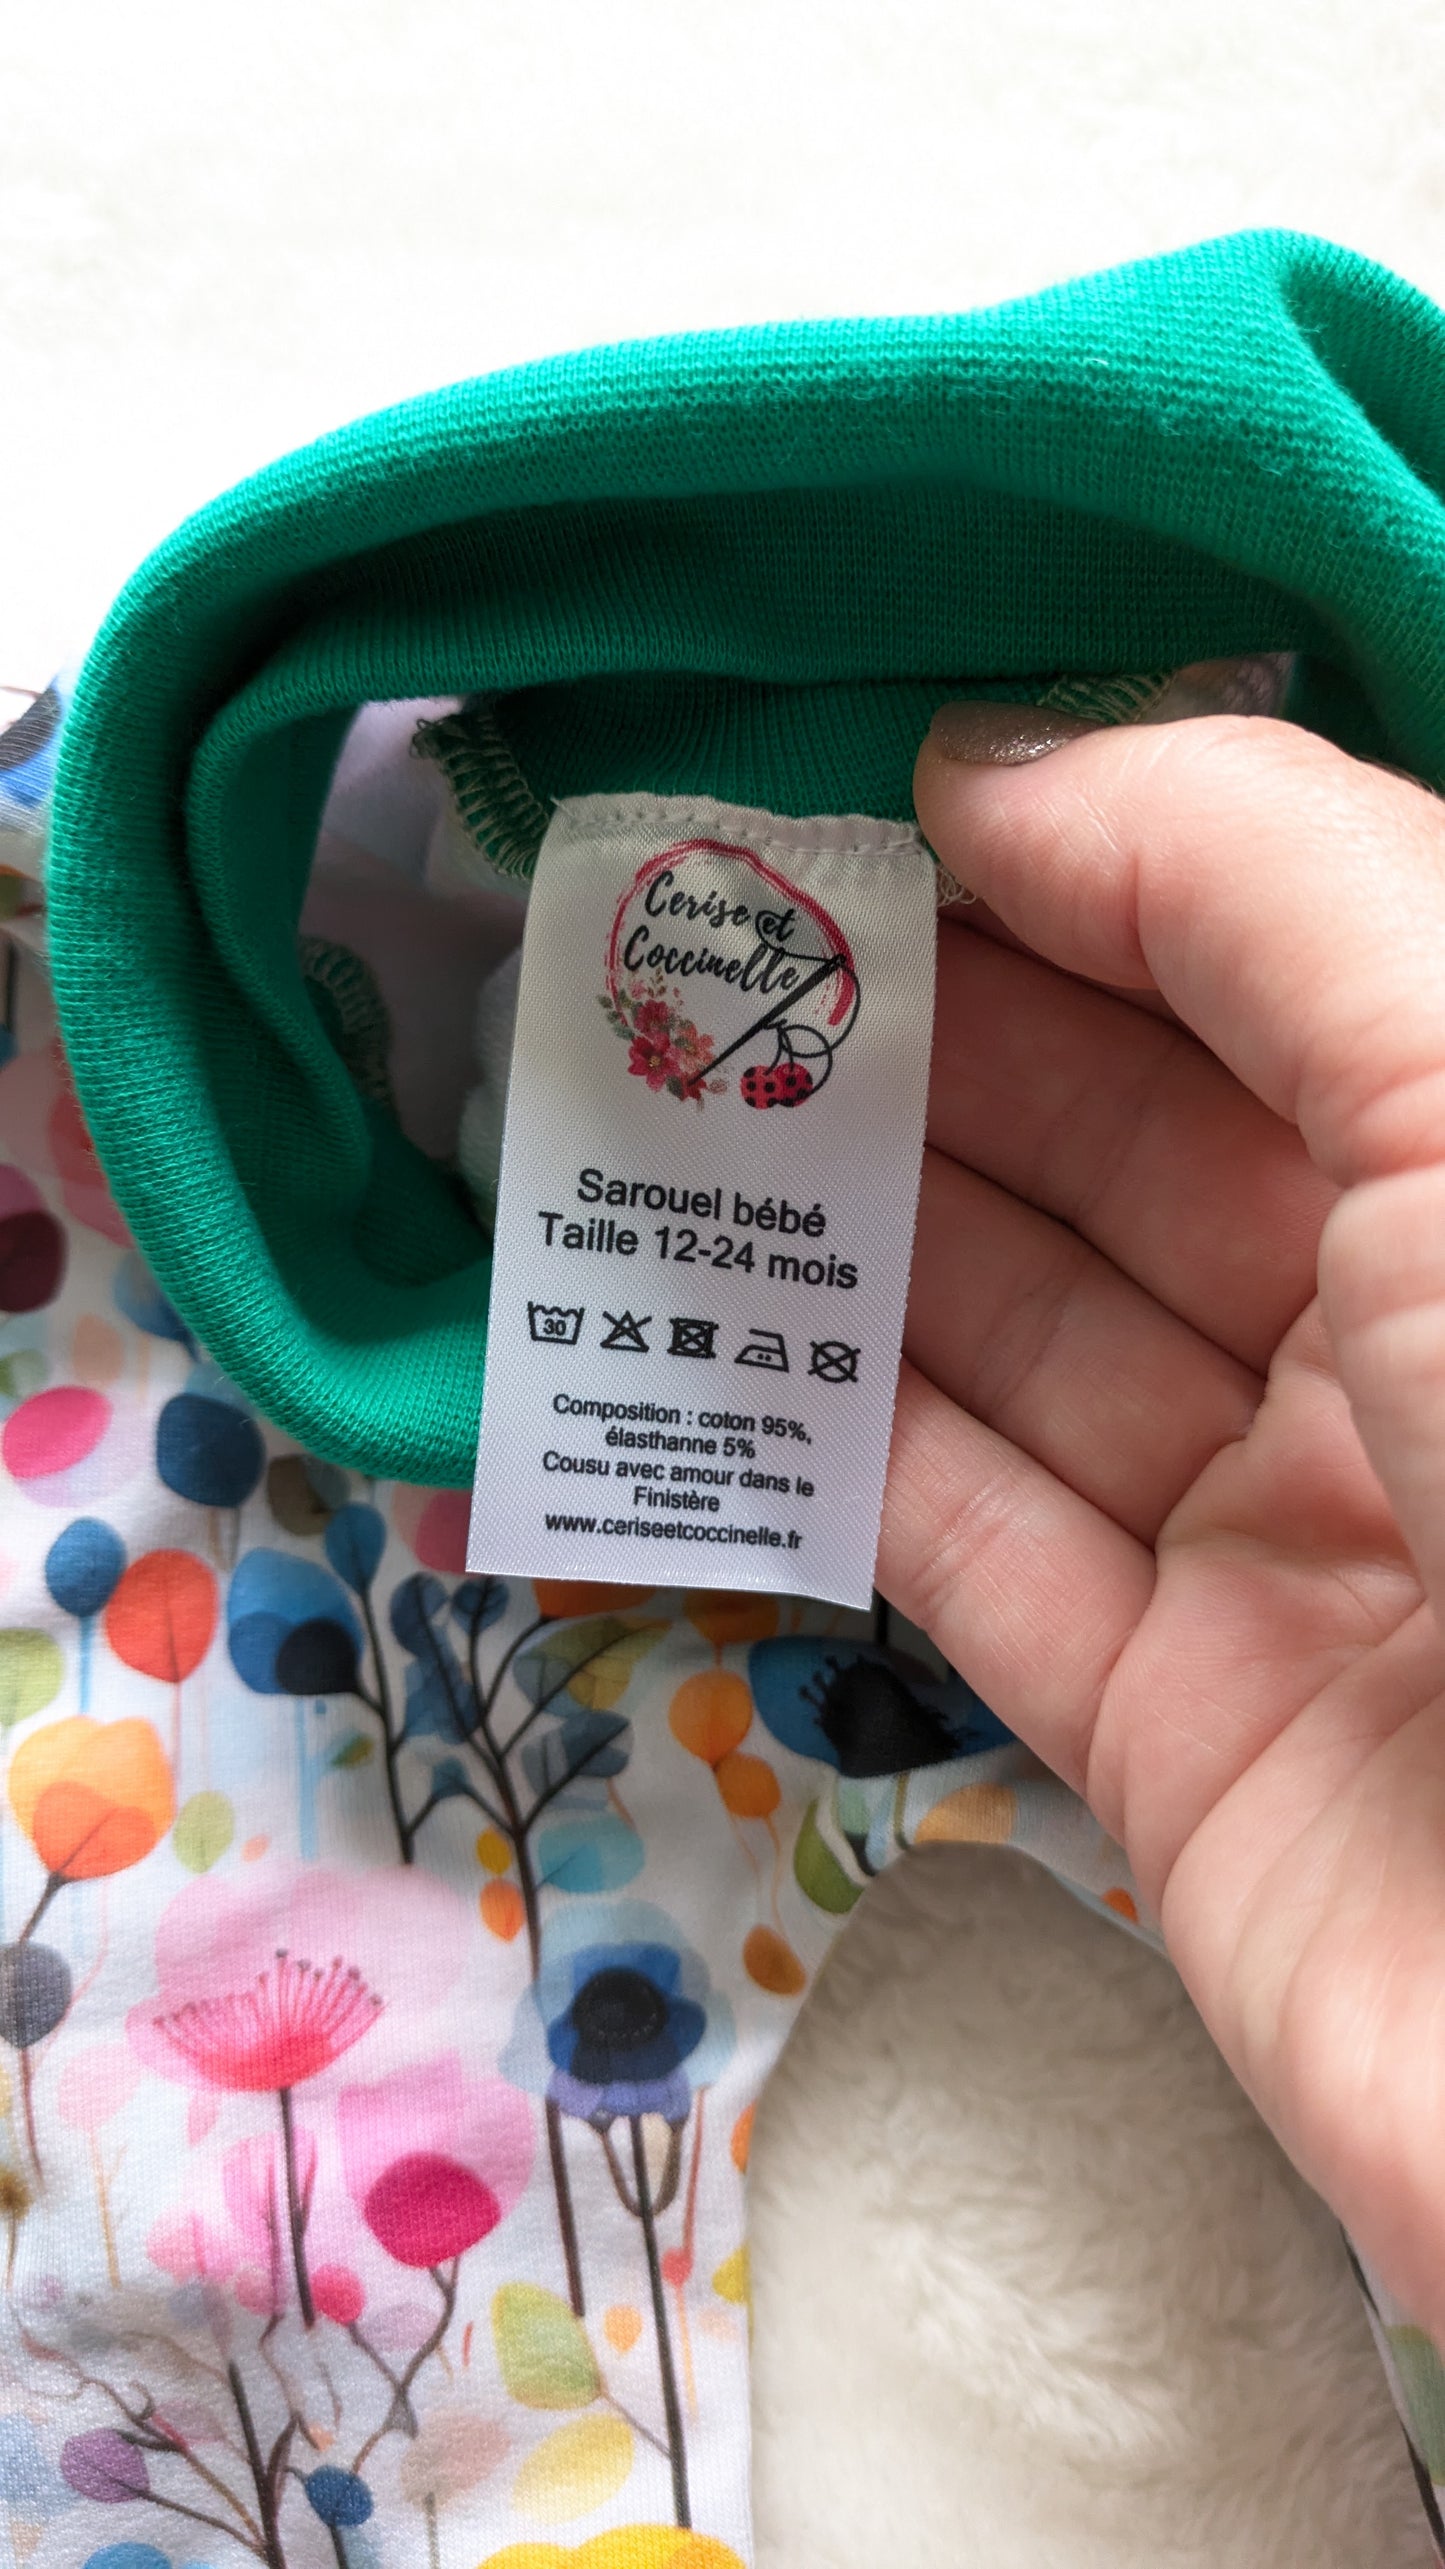 Cerise et
Coccinelle
Sarouel bébé
Taille 12-24 mois
30
Composition : coton 95%,
élasthanne 5%
Cousu avec amour dans le
Finistère
www.ceriseetcoccinelle.fr